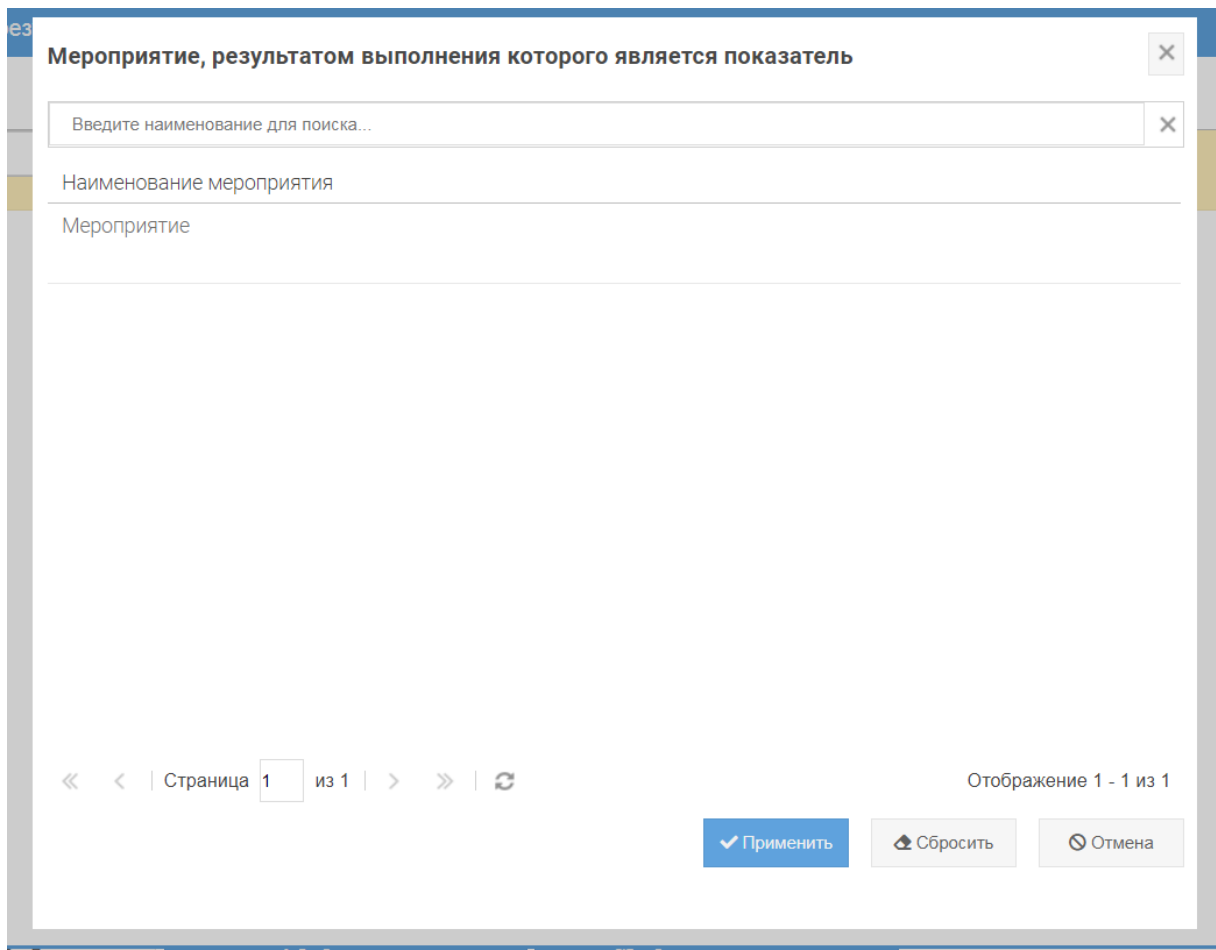 рез
Мероприятие, результатом выполнения которого является показатель
Введите наименование для поиска...
Наименование мероприятия
Мероприятие
Страница 1 из 1
Отображение 1 - 1 из 1
Применить Сбросить Отмена